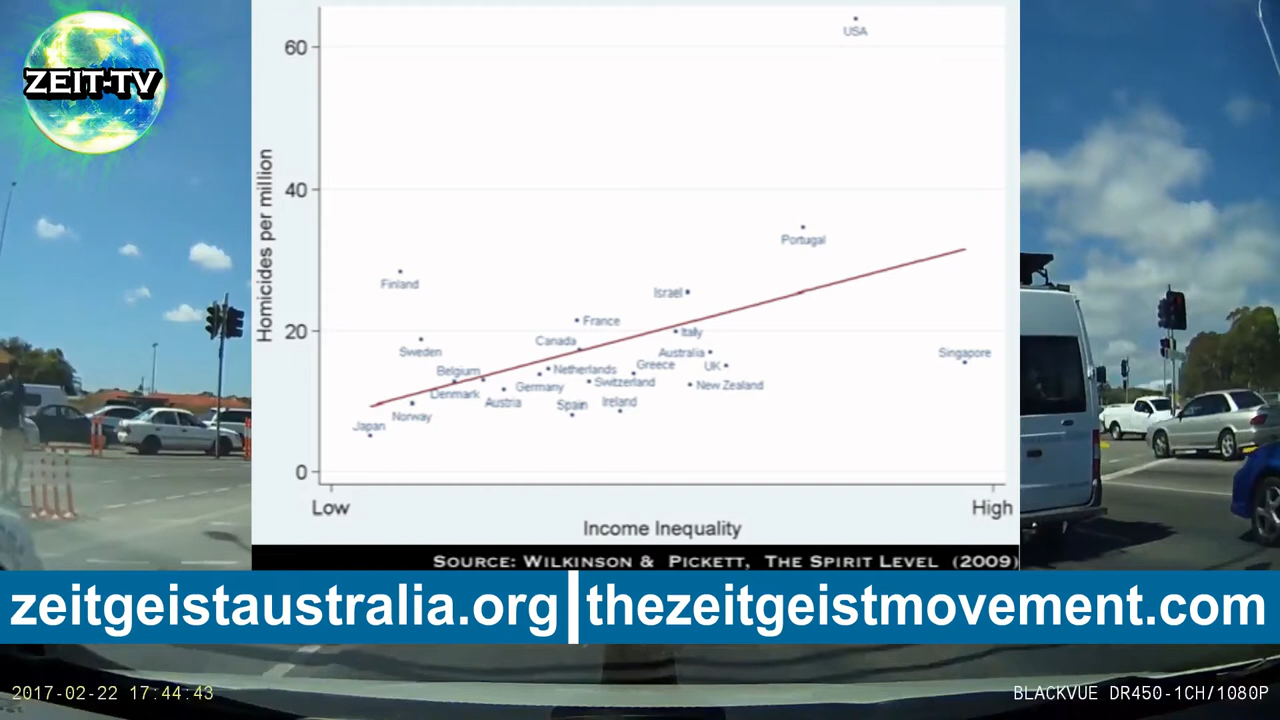 ZEIT-TV
60
USA
40
Portugal
Homicides per million
Finland
Israel
France
20
Italy
Canada
Sweden
Australia
Singapore
Belgium
Netherlands
Greece
UK
Denmark
Germany
Switzerland
New Zealand
Austria
Spain
Ireland
Norway
Japan
0
Low
High
Income Inequality
SOURCE: WILKINSON & PICKETT, THE SPIRIT LEVEL (2009)
zeitgeistaustralia.org|thezeitgeistmovement.com
2017-02-22 17:44:43
BLACKVUE DR450-1CH/1080P